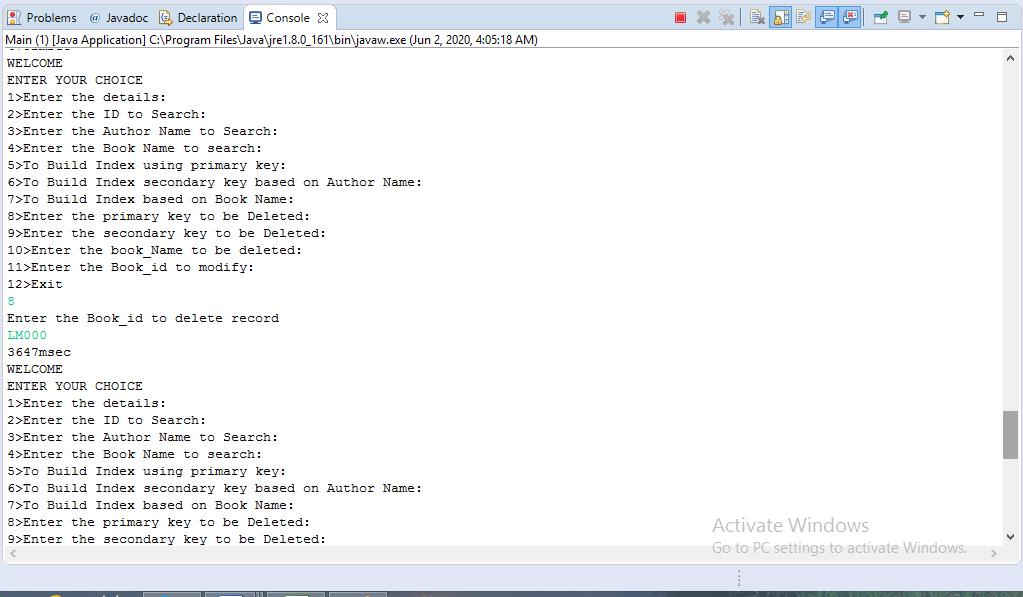 Problems @ Javadoc Declaration Console
Main (1) [Java Application] C:\Program Files\Java\jre1.8.0_161\bin\javaw.exe (Jun 2, 2020, 4:05:18 AM)
WELCOME
ENTER YOUR CHOICE
1>Enter the details:
2>Enter the ID to Search:
3>Enter the Author Name to Search:
4>Enter the Book Name to search:
5>To Build Index using primary key:
6>To Build Index secondary key based on Author Name:
7>To Build Index based on Book Name:
8>Enter the primary key to be Deleted:
9>Enter the secondary key to be Deleted:
10>Enter the book_Name to be deleted:
11>Enter the Book_id to modify:
12>Exit
8
Enter the Book_id to delete record
LM000
3647msec
WELCOME
ENTER YOUR CHOICE
1>Enter the details:
2>Enter the ID to Search:
3>Enter the Author Name to Search:
4>Enter the Book Name to search:
5>To Build Index using primary key:
6>To Build Index secondary key based on Author Name:
7>To Build Index based on Book Name:
8>Enter the primary key to be Deleted:
9>Enter the secondary key to be Deleted:
Activate Windows
Go to PC settings to activate Windows.